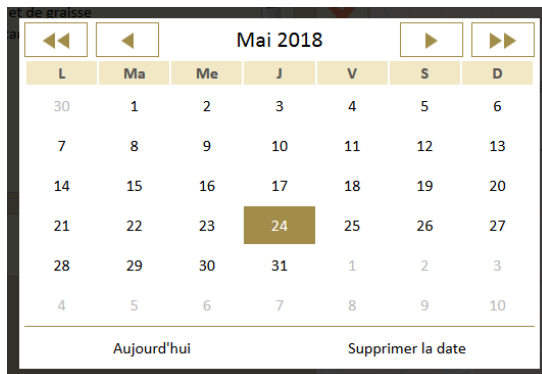 et de graisse
Mai 2018
L Ma Me J V S D
30 1 2 3 4 5 6
7 8 9 10 11 12 13
14 15 16 17 18 19 20
21 22 23 24 25 26 27
28 29 30 31 1 2 3
4 5 6 7 8 9 10
Aujourd'hui Supprimer la date